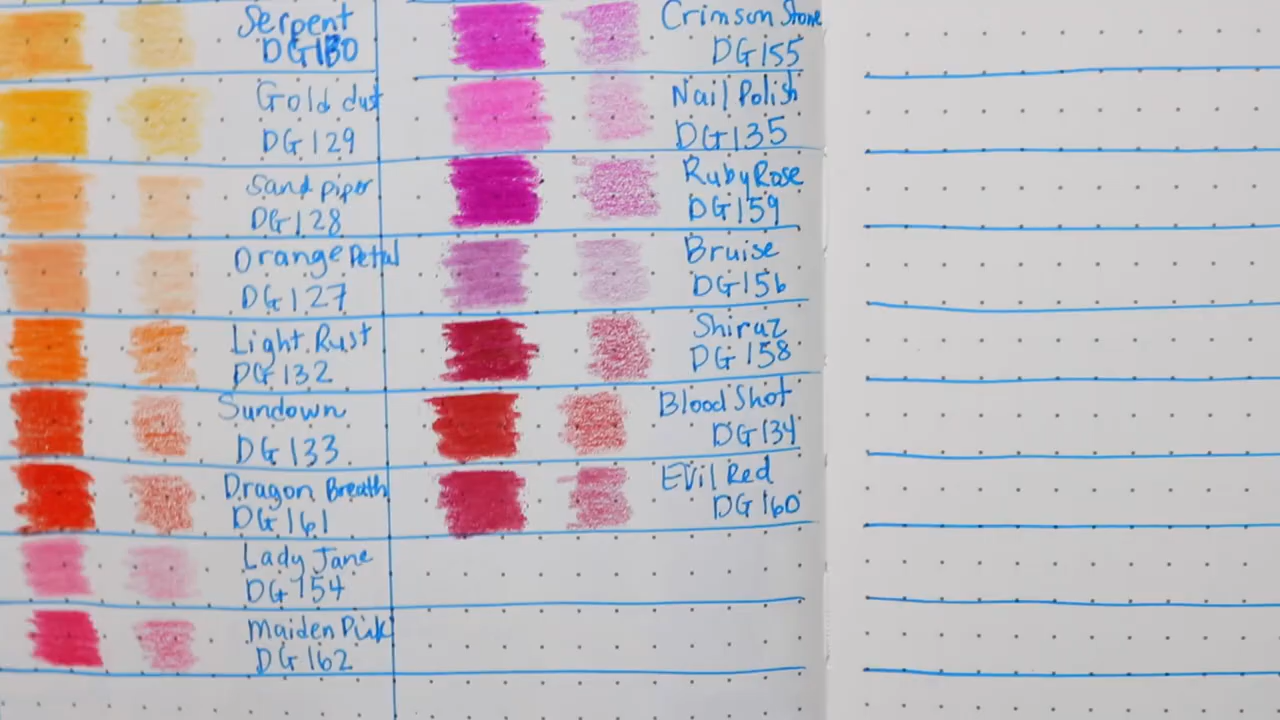 Serpent
DG130
Gold dust
DG129
Sand piper
DG128
Orange Petal
DG127
Light Rust
DG132
Sundown
DG133
Dragon Breath
DG161
Lady Jane
DG154
Maiden Pink
DG162
Crimson Stone
DG155
Nail Polish
DG135
Ruby Rose
DG159
Bruise
DG156
Shiraz
DG158
Blood Shot
DG134
Evil Red
DG160